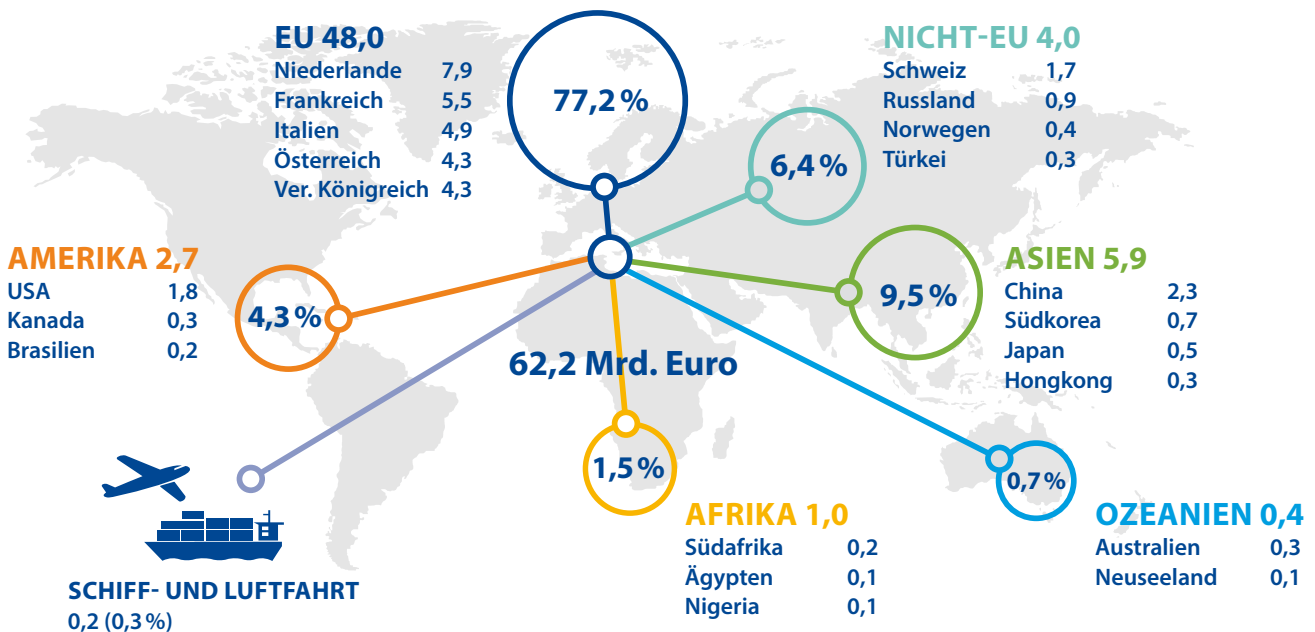 EU 48,0
Niederlande 7,9
Frankreich 5,5
Italien 4,9
Österreich 4,3
Ver. Königreich 4,3
77,2 %
NICHT-EU 4,0
Schweiz 1,7
Russland 0,9
Norwegen 0,4
Türkei 0,3
6,4 %
AMERIKA 2,7
USA 1,8
Kanada 0,3
Brasilien 0,2
4,3 %
ASIEN 5,9
China 2,3
Südkorea 0,7
Japan 0,5
Hongkong 0,3
9,5 %
62,2 Mrd. Euro
1,5 %
AFRIKA 1,0
Südafrika 0,2
Ägypten 0,1
Nigeria 0,1
0,7 %
OZEANIEN 0,4
Australien 0,3
Neuseeland 0,1
SCHIFF- UND LUFTFAHRT
0,2 (0,3 %)